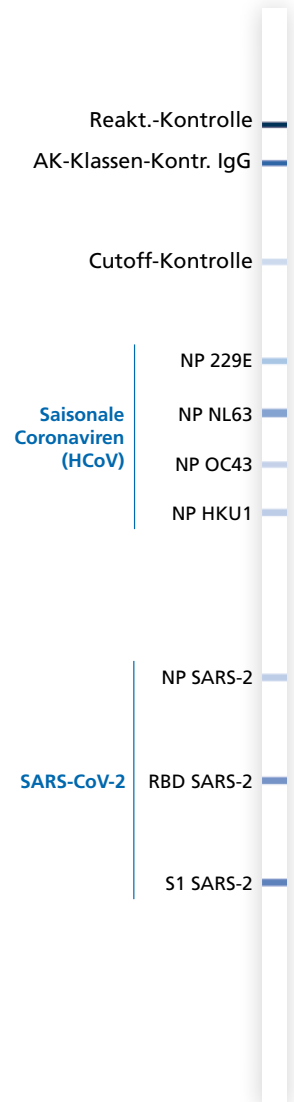 Reakt.-Kontrolle
AK-Klassen-Kontr. IgG
Cutoff-Kontrolle
Saisonale
Coronaviren
(HCoV)
NP 229E
NP NL63
NP OC43
NP HKU1
SARS-CoV-2
NP SARS-2
RBD SARS-2
S1 SARS-2